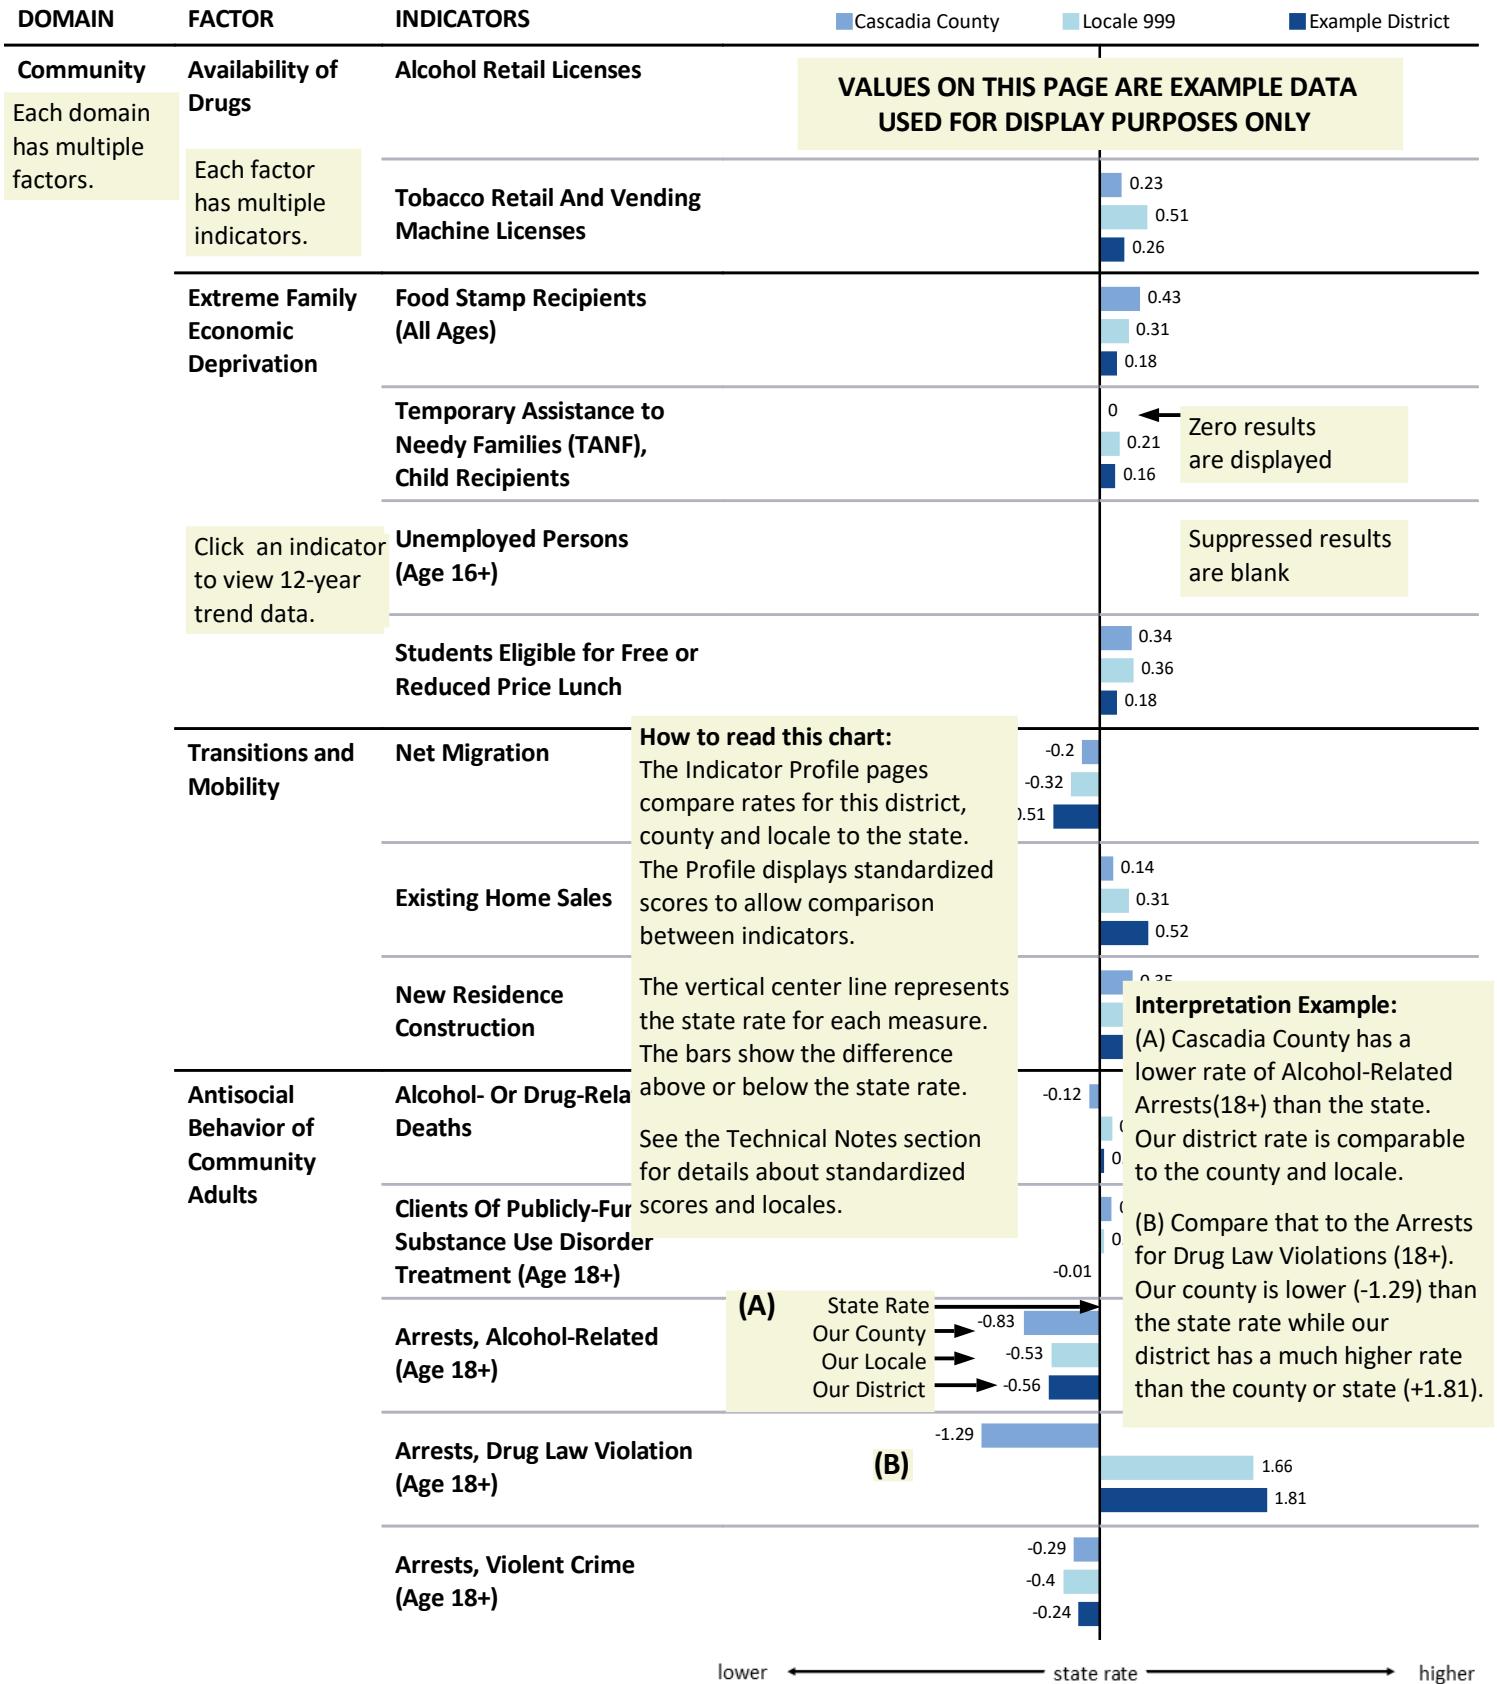 DOMAIN FACTOR INDICATORS Cascadia County Locale 999 Example District
Community
Each domain
has multiple
factors.
Availability of
Drugs
Each factor
has multiple
indicators.
Alcohol Retail Licenses
VALUES ON THIS PAGE ARE EXAMPLE DATA
USED FOR DISPLAY PURPOSES ONLY
Tobacco Retail And Vending
Machine Licenses
0.23
0.51
0.26
Extreme Family
Economic
Deprivation
Food Stamp Recipients
(All Ages)
0.43
0.31
0.18
Temporary Assistance to
Needy Families (TANF),
Child Recipients
0
0.21
0.16
Zero results
are displayed
Click an indicator
to view 12-year
trend data.
Unemployed Persons
(Age 16+)
Suppressed results
are blank
Students Eligible for Free or
Reduced Price Lunch
0.34
0.36
0.18
Transitions and
Mobility
Net Migration
-0.2
-0.32
.51
How to read this chart:
The Indicator Profile pages
compare rates for this district,
county and locale to the state.
The Profile displays standardized
scores to allow comparison
between indicators.
The vertical center line represents
the state rate for each measure.
The bars show the difference
above or below the state rate.
See the Technical Notes section
for details about standardized
scores and locales.
Existing Home Sales
0.14
0.31
0.52
New Residence
Construction
Interpretation Example:
(A) Cascadia County has a
lower rate of Alcohol-Related
Arrests(18+) than the state.
Our district rate is comparable
to the county and locale.
(B) Compare that to the Arrests
for Drug Law Violations (18+).
Our county is lower (-1.29) than
the state rate while our
district has a much higher rate
than the county or state (+1.81).
Antisocial
Behavior of
Community
Adults
Alcohol- Or Drug-Rela
Deaths
-0.12
0.
Clients Of Publicly-Fur
Substance Use Disorder
Treatment (Age 18+)
0.
-0.01
Arrests, Alcohol-Related
(Age 18+)
(A) State Rate
Our County -0.83
Our Locale -0.53
Our District -0.56
Arrests, Drug Law Violation
(Age 18+)
(B)
-1.29
1.66
1.81
Arrests, Violent Crime
(Age 18+)
-0.29
-0.4
-0.24
lower state rate higher